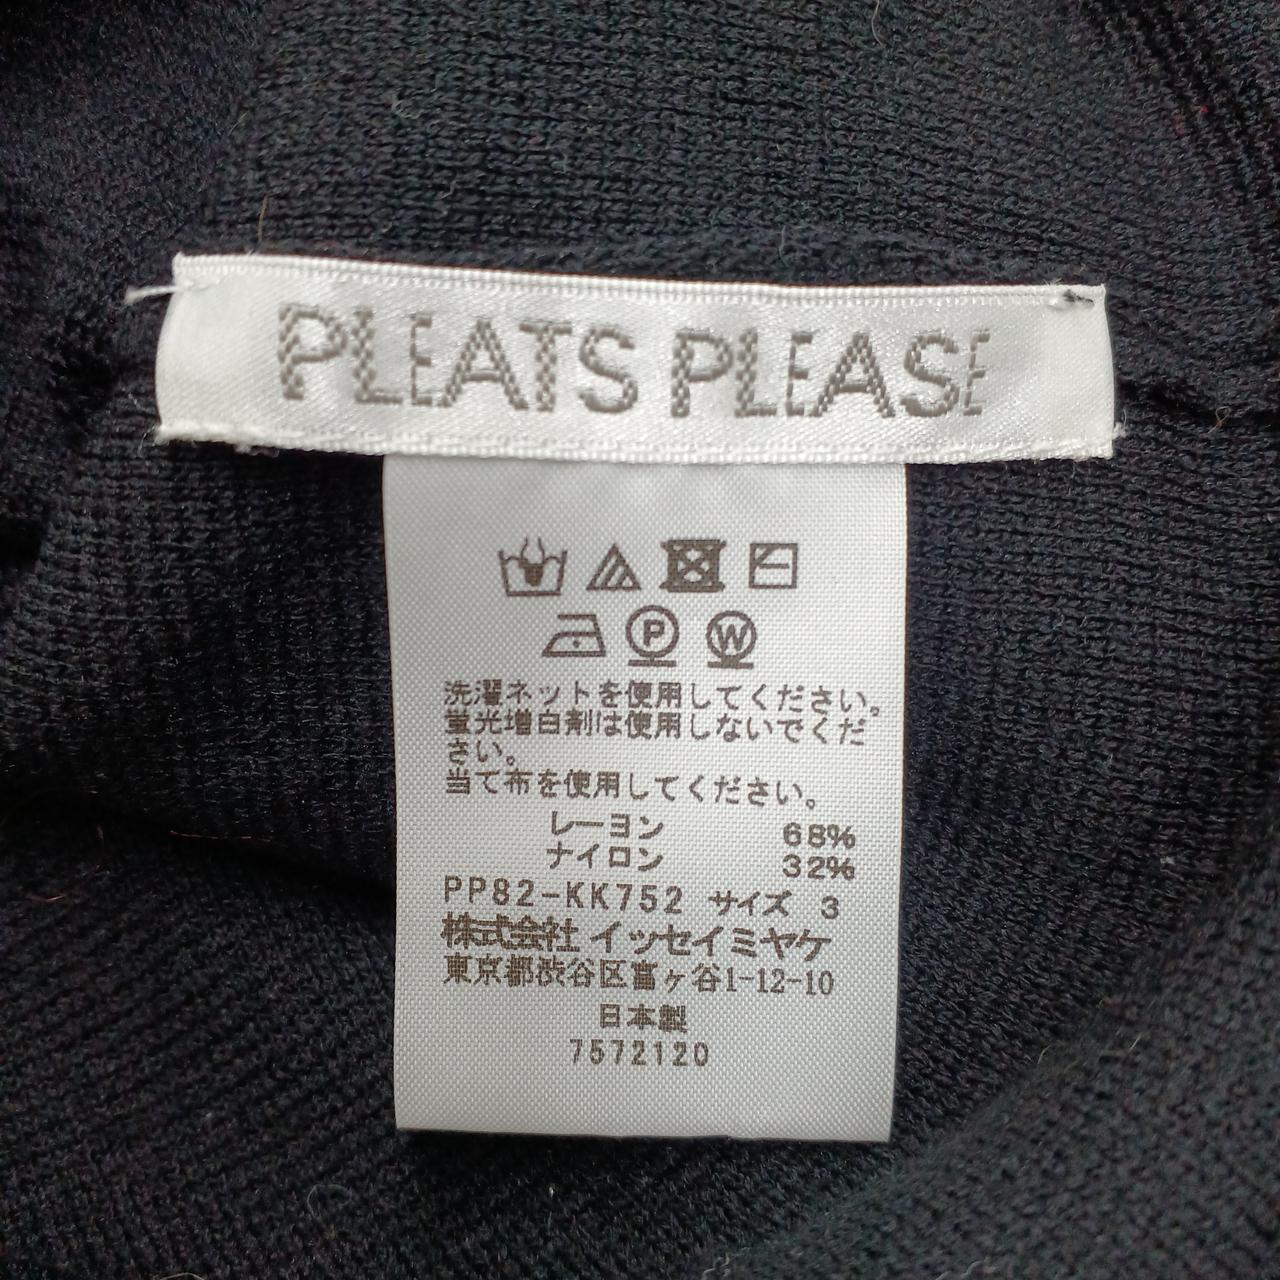 PLEATS PLEASE
P W
洗濯ネットを使用してください。
蛍光増白剤は使用しないでくだ
さい。
当て布を使用してください。
レーヨン 68%
ナイロン 32%
PP82-KK752 サイズ 3
株式会社 イッセイミヤケ
東京都渋谷区富ヶ谷1-12-10
日本製
7572120